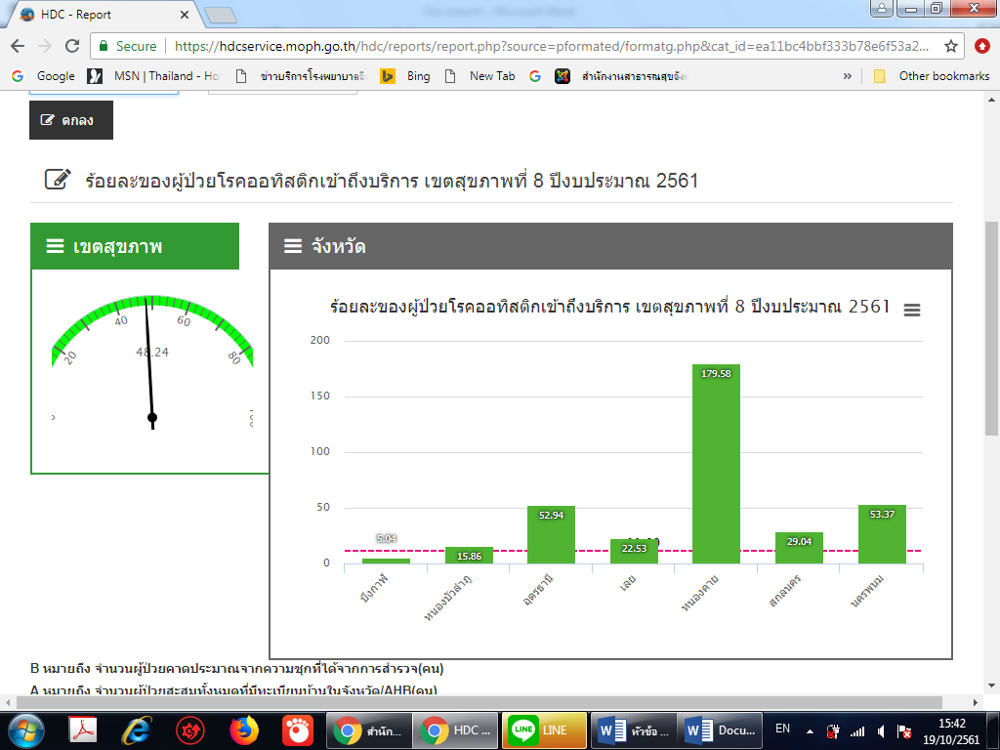 Document1 - Microsoft Word
HDC - Report
Secure https://hdcservice.moph.go.th/hdc/reports/report.php?source=pformated/formatg.php&cat_id=ea11bc4bbf333b78e6f53a2...
Google MSN | Thailand - Ho ข่าวบริการโรงพยาบาลจิ Bing New Tab สำนักงานสาธารณสุขจัง » Other bookmarks
ตกลง
ร้อยละของผู้ป่วยโรคออทิสติกเข้าถึงบริการ เขตสุขภาพที่ 8 ปีงบประมาณ 2561
เขตสุขภาพ
20 40 60 80
48.24
จังหวัด
ร้อยละของผู้ป่วยโรคออทิสติกเข้าถึงบริการ เขตสุขภาพที่ 8 ปีงบประมาณ 2561
200
150
100
50
0
5.04 15.86 52.94 22.53 179.58 29.04 53.37
บึงกาฬ หนองบัวลำภู อุดรธานี เลย หนองคาย สกลนคร นครพนม
B หมายถึง จำนวนผู้ป่วยคาดประมาณจากความชุกที่ได้จากการสำรวจ(คน)
A หมายถึง จำนวนผู้ป่วยสะสมทั้งหมดที่มีทะเบียนบ้านในจังหวัด/AHB(คน)
สำนัก... HDC ... LINE LINE หัวข้อ ... Docu... EN 15:42
19/10/2561